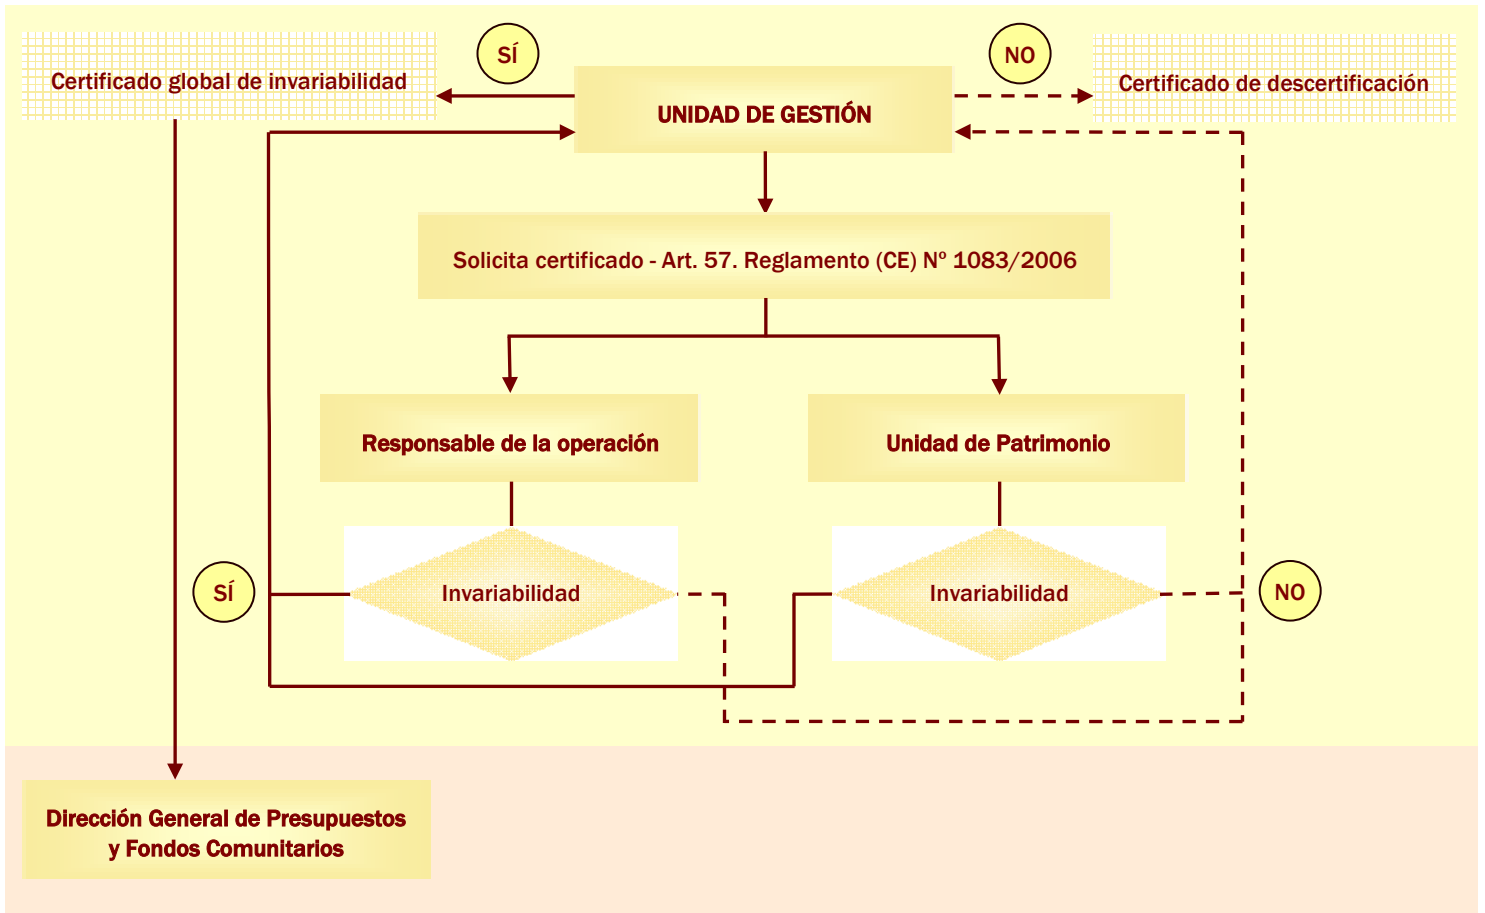 SÍ
NO
Certificado global de invariabilidad
Certificado de descertificación
UNIDAD DE GESTIÓN
Solicita certificado - Art. 57. Reglamento (CE) Nº 1083/2006
Responsable de la operación
Unidad de Patrimonio
SÍ
Invariabilidad
Invariabilidad
NO
Dirección General de Presupuestos
y Fondos Comunitarios